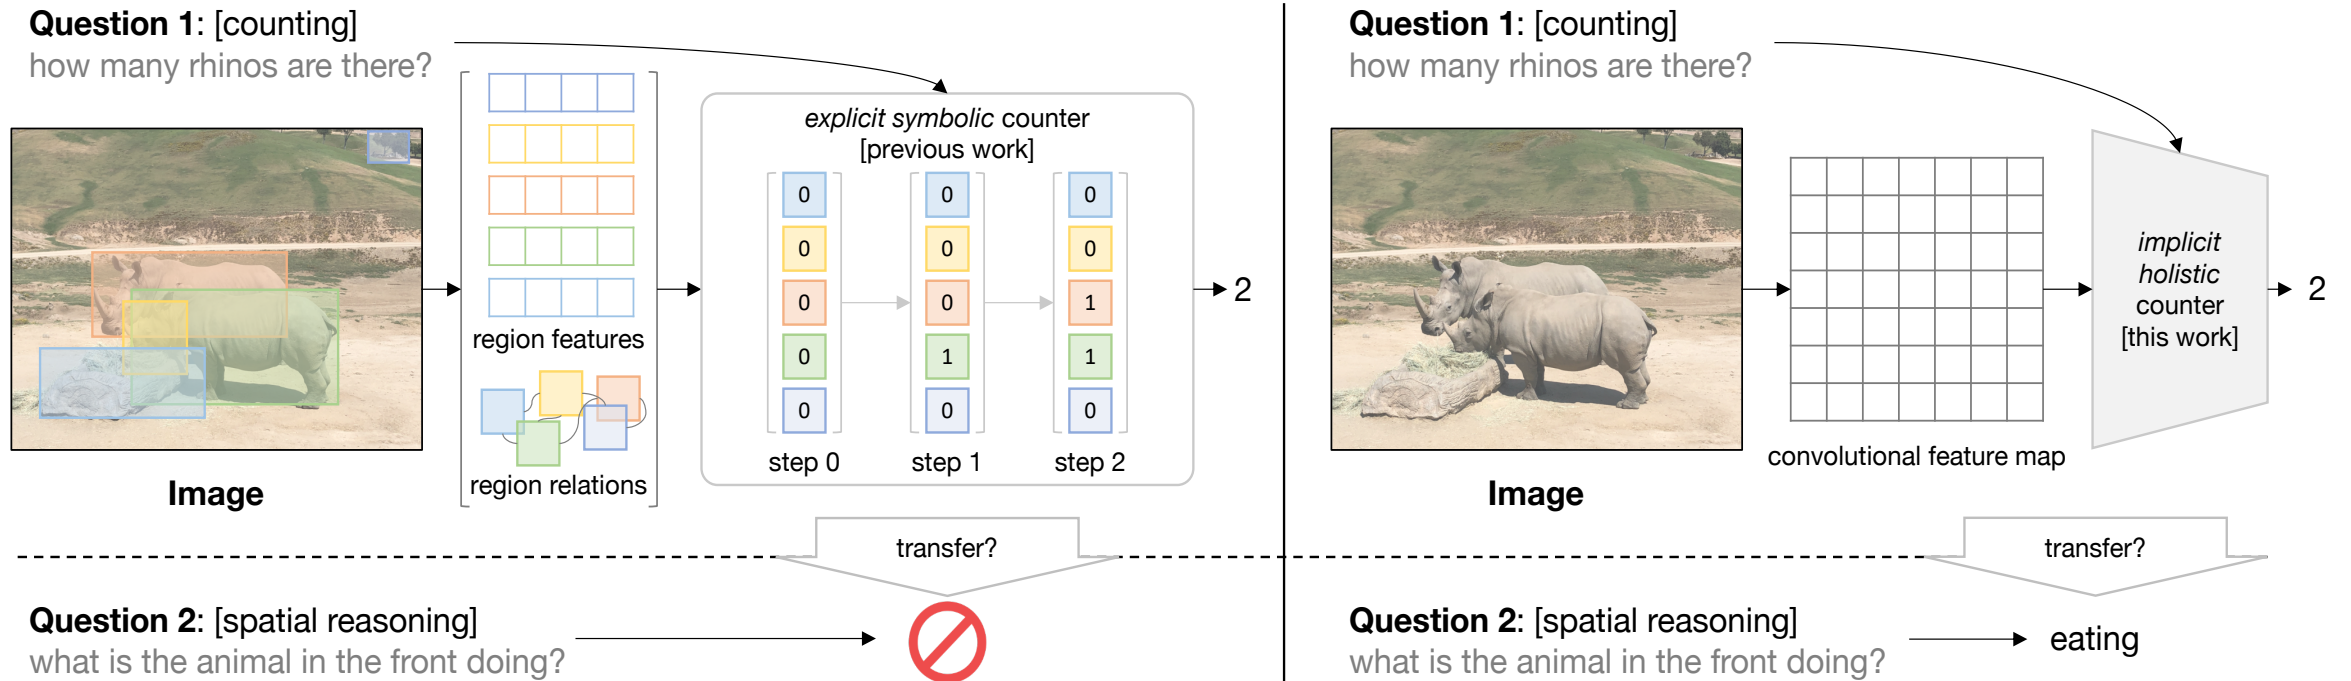 Question 1: [counting]
how many rhinos are there?
Image
region features
region relations
explicit symbolic counter
[previous work]
0 0 0
0 0 0
0 0 1
0 1 1
0 0 0
step 0 step 1 step 2
2
transfer?
Question 2: [spatial reasoning]
what is the animal in the front doing?
Question 1: [counting]
how many rhinos are there?
Image
convolutional feature map
implicit
holistic
counter
[this work]
2
transfer?
Question 2: [spatial reasoning]
what is the animal in the front doing?
eating